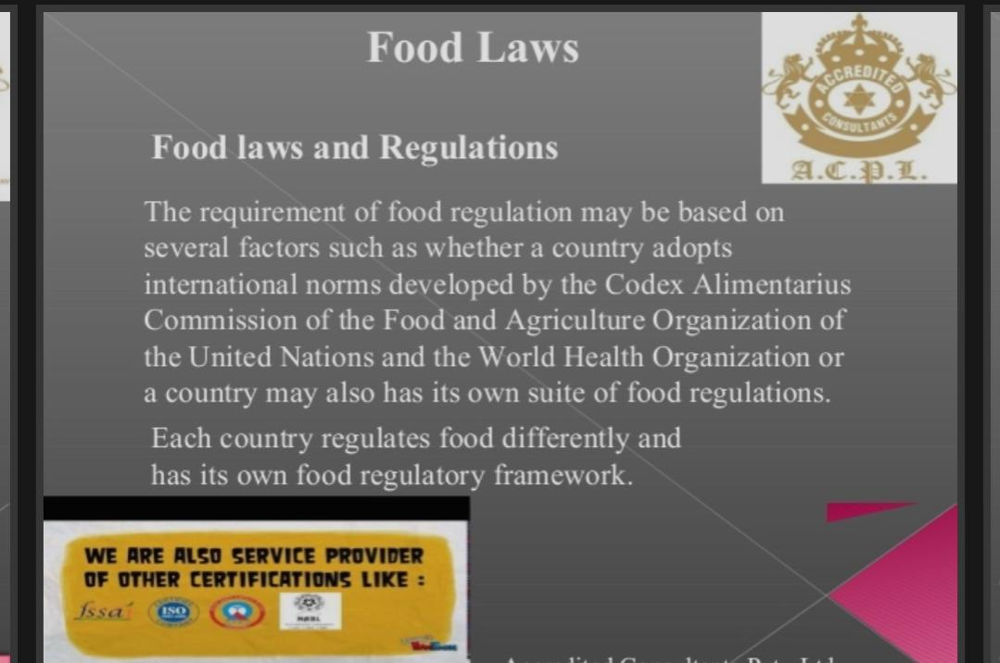 Food Laws
ACCREDITED
CONSULTANTS
A.C.P.L.
Food laws and Regulations
The requirement of food regulation may be based on
several factors such as whether a country adopts
international norms developed by the Codex Alimentarius
Commission of the Food and Agriculture Organization of
the United Nations and the World Health Organization or
a country may also has its own suite of food regulations.
Each country regulates food differently and
has its own food regulatory framework.
WE ARE ALSO SERVICE PROVIDER
OF OTHER CERTIFICATIONS LIKE :
fssai
ISO
NABL
Accredited Consultants Pvt. Ltd.